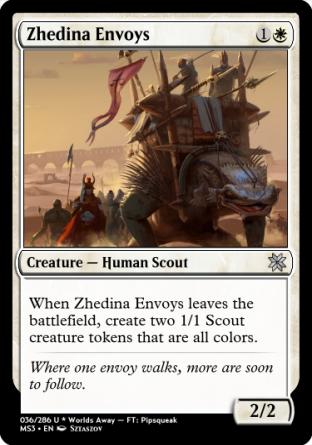 Zhedina Envoys 1
Creature — Human Scout
When Zhedina Envoys leaves the
battlefield, create two 1/1 Scout
creature tokens that are all colors.
Where one envoy walks, more are soon
to follow.
2/2
036/286 U * Worlds Away — FT: Pipsqueak
MS3 • EN Sztaszov